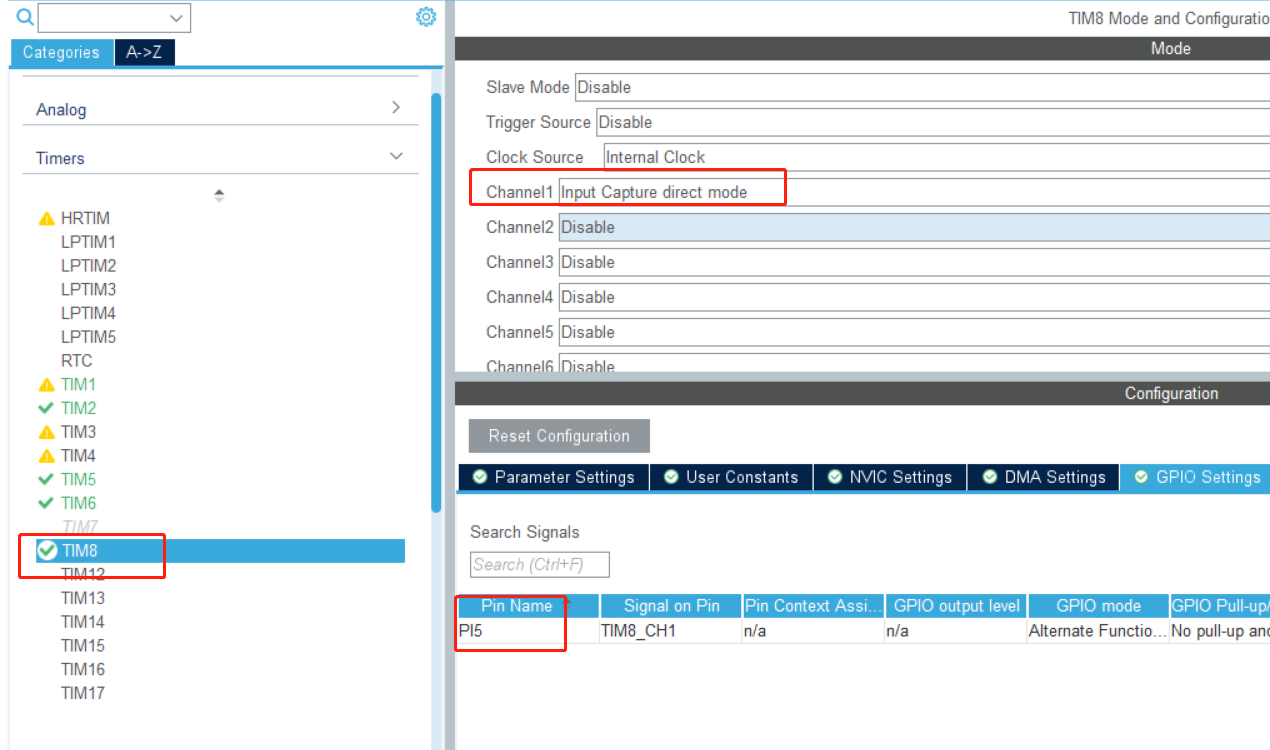 Categories
A->Z
Analog
Timers
HRTIM
LPTIM1
LPTIM2
LPTIM3
LPTIM4
LPTIM5
RTC
TIM1
TIM2
TIM3
TIM4
TIM5
TIM6
TIM7
TIM8
TIM12
TIM13
TIM14
TIM15
TIM16
TIM17
TIM8 Mode and Configuratio
Mode
Slave Mode Disable
Trigger Source Disable
Clock Source Internal Clock
Channel1 Input Capture direct mode
Channel2 Disable
Channel3 Disable
Channel4 Disable
Channel5 Disable
Channel6 Disable
Configuration
Reset Configuration
Parameter Settings User Constants NVIC Settings DMA Settings GPIO Settings
Search Signals
Search (Ctrl+F)
Pin Name Signal on Pin Pin Context Assi... GPIO output level GPIO mode GPIO Pull-up/
PI5 TIM8_CH1 n/a n/a Alternate Functio... No pull-up and